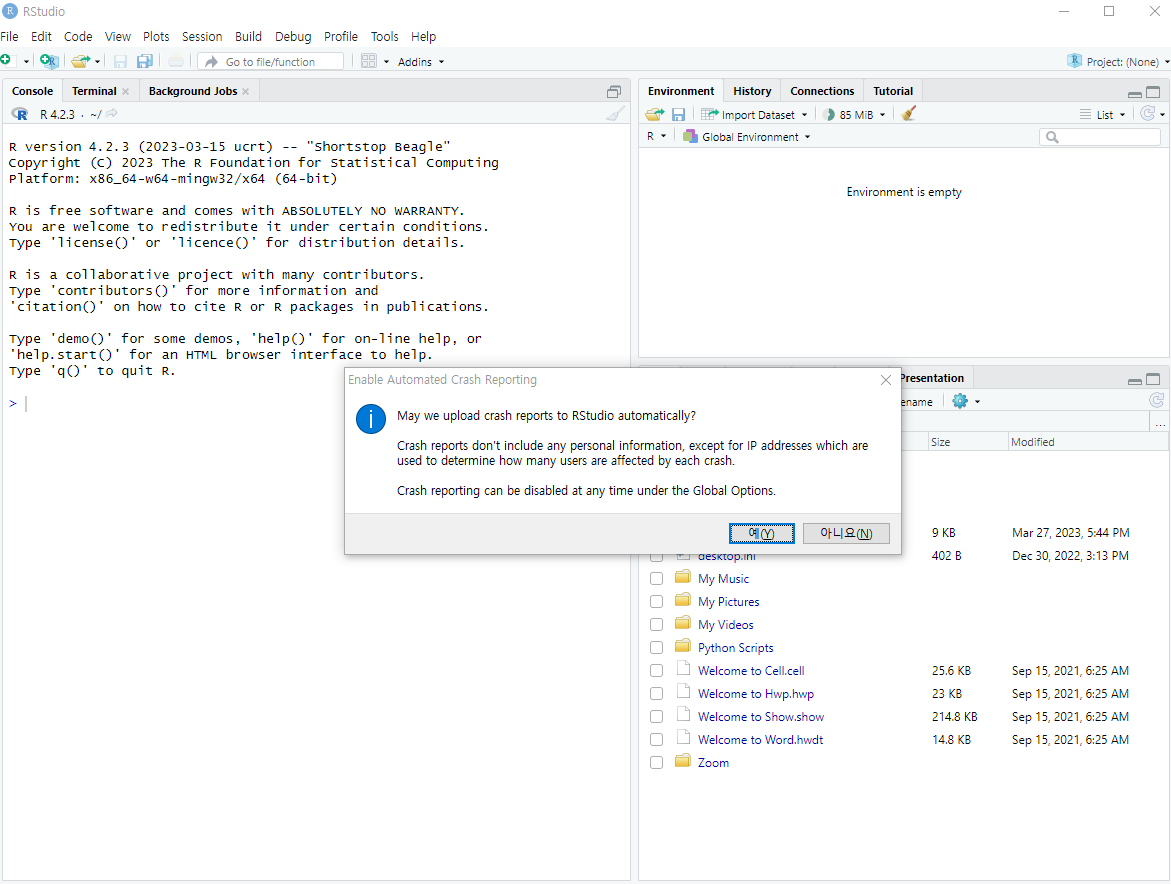 RStudio
File Edit Code View Plots Session Build Debug Profile Tools Help
Go to file/function Addins Project: (None)
Console Terminal Background Jobs
R 4.2.3 · ~/
R version 4.2.3 (2023-03-15 ucrt) -- "Shortstop Beagle"
Copyright (C) 2023 The R Foundation for Statistical Computing
Platform: x86_64-w64-mingw32/x64 (64-bit)
R is free software and comes with ABSOLUTELY NO WARRANTY.
You are welcome to redistribute it under certain conditions.
Type 'license()' or 'licence()' for distribution details.
R is a collaborative project with many contributors.
Type 'contributors()' for more information and
'citation()' on how to cite R or R packages in publications.
Type 'demo()' for some demos, 'help()' for on-line help, or
'help.start()' for an HTML browser interface to help.
Type 'q()' to quit R.
>
Environment History Connections Tutorial
Import Dataset 85 MiB List
R Global Environment
Environment is empty
Enable Automated Crash Reporting
May we upload crash reports to RStudio automatically?
Crash reports don't include any personal information, except for IP addresses which are
used to determine how many users are affected by each crash.
Crash reporting can be disabled at any time under the Global Options.
예(Y) 아니요(N)
Presentation
ename
...
Size Modified
9 KB Mar 27, 2023, 5:44 PM
desktop.ini 402 B Dec 30, 2022, 3:13 PM
My Music
My Pictures
My Videos
Python Scripts
Welcome to Cell.cell 25.6 KB Sep 15, 2021, 6:25 AM
Welcome to Hwp.hwp 23 KB Sep 15, 2021, 6:25 AM
Welcome to Show.show 214.8 KB Sep 15, 2021, 6:25 AM
Welcome to Word.hwdt 14.8 KB Sep 15, 2021, 6:25 AM
Zoom